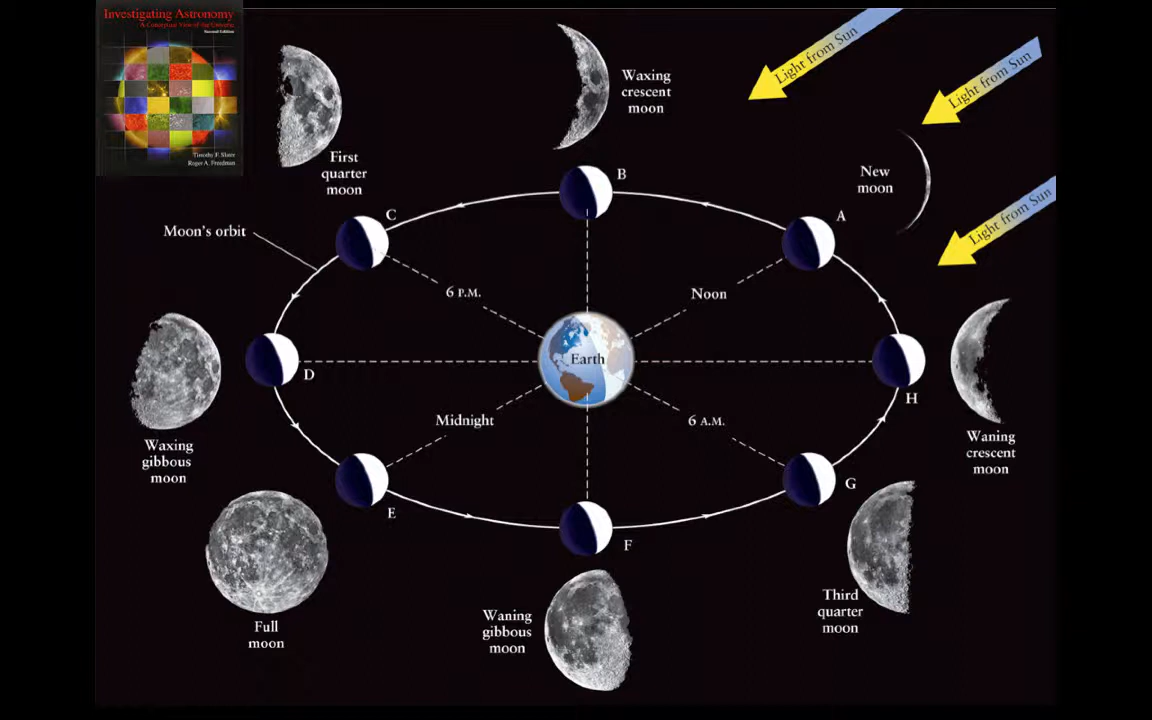 Investigating Astronomy
A Conceptual View of the Universe
Second Edition
Timothy F. Slater
Roger A. Freedman
Light from Sun
Light from Sun
Light from Sun
Waxing
crescent
moon
First
quarter
moon
New
moon
B
C
A
Moon's orbit
6 P.M.
Noon
Earth
D
H
Midnight
6 A.M.
Waxing
gibbous
moon
Waning
crescent
moon
E
G
F
Full
moon
Waning
gibbous
moon
Third
quarter
moon